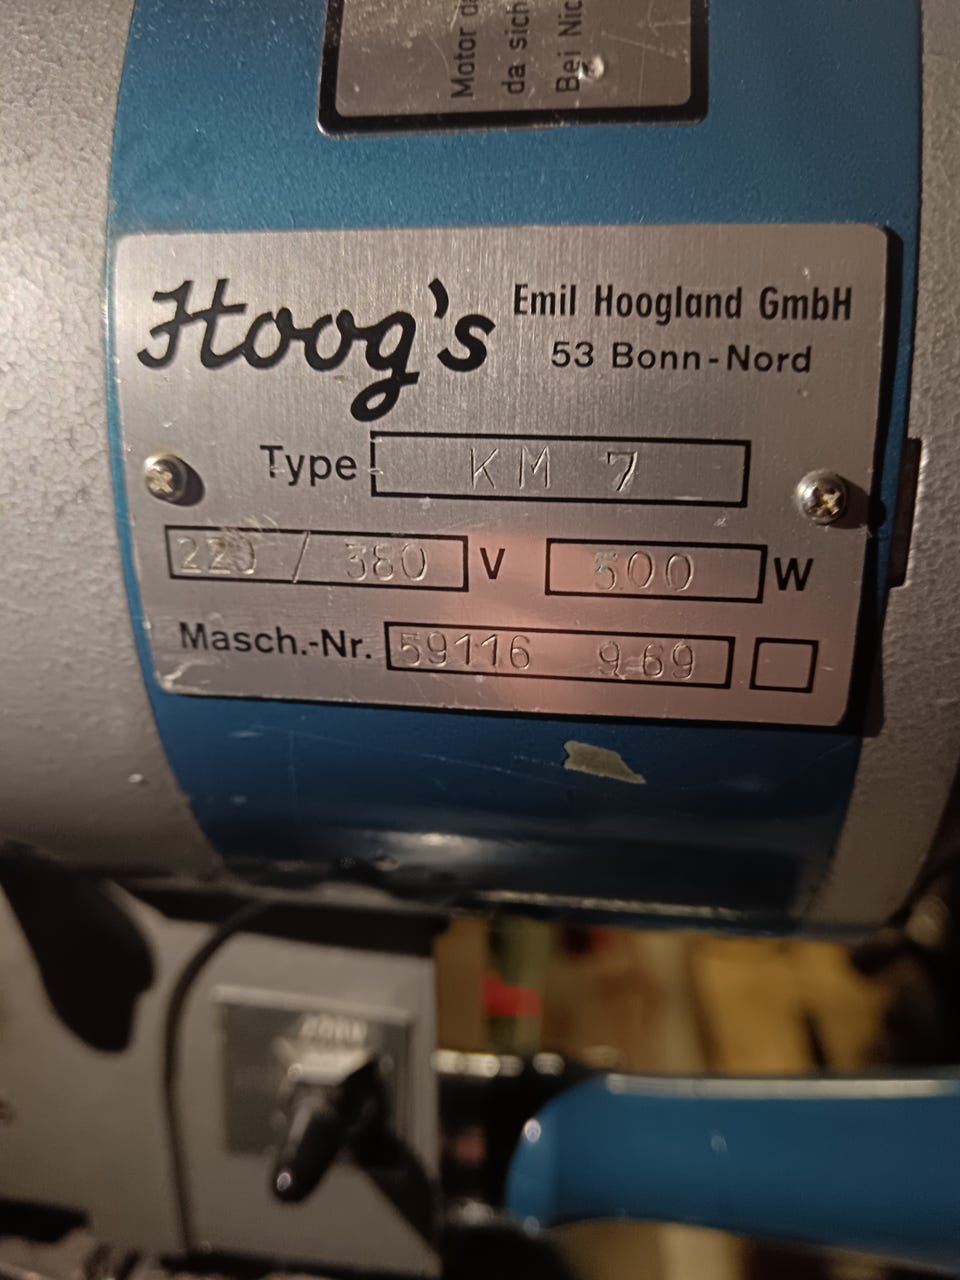 Motor da
da sich
Bei Nic
Hoog's
Emil Hoogland GmbH
53 Bonn-Nord
Type KM 7
220 / 380 V 500 W
Masch.-Nr. 59116 9 69